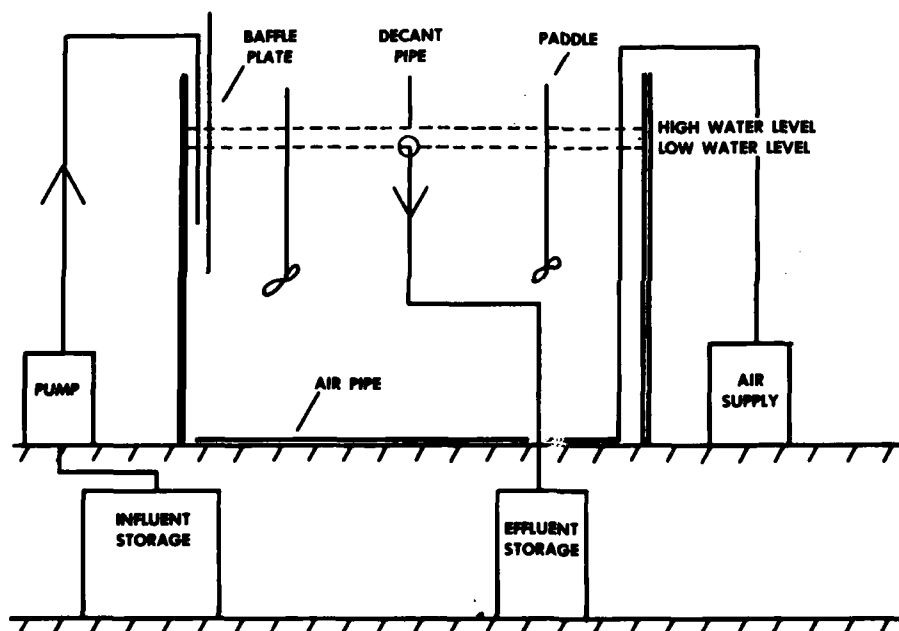 BAFFLE
PLATE
DECANT
PIPE
PADDLE
HIGH WATER LEVEL
LOW WATER LEVEL
PUMP
AIR PIPE
AIR
SUPPLY
INFLUENT
STORAGE
EFFLUENT
STORAGE